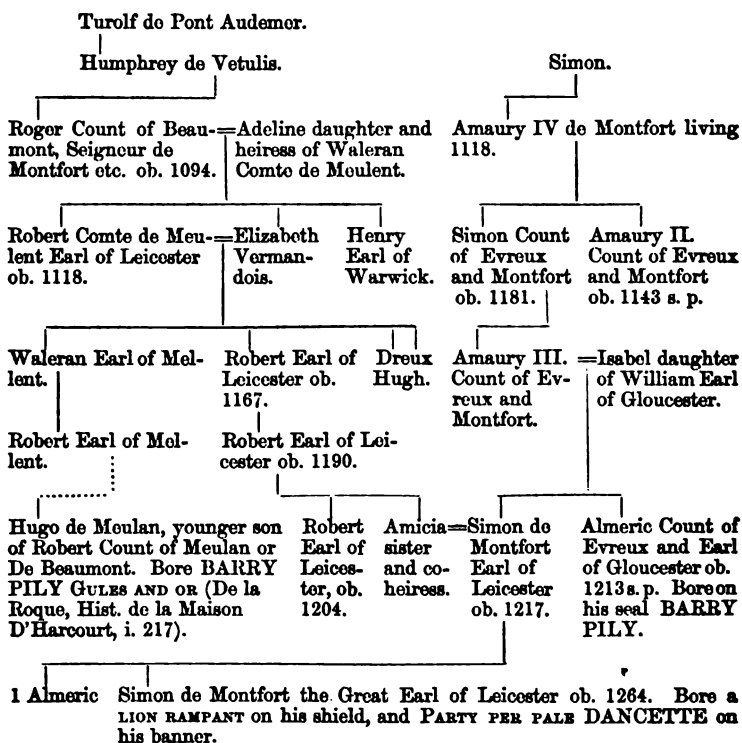 Turolf de Pont Audemer.
Humphrey de Vetulis.
Simon.
Roger Count of Beau-
mont, Seigneur de
Montfort etc. ob. 1094.
=Adeline daughter and
heiress of Waleran
Comte de Meulent.
Amaury IV de Montfort living
1118.
Robert Comte de Meu-
lent Earl of Leicester
ob. 1118.
=Elizabeth
Verman-
dois.
Henry
Earl of
Warwick.
Simon Count
of Evreux
and Montfort
ob. 1181.
Amaury II.
Count of Evreux
and Montfort
ob. 1143 s. p.
Waleran Earl of Mel-
lent.
Robert Earl of
Leicester ob.
1167.
Dreux
Hugh.
Amaury III.
Count of Ev-
reux and
Montfort.
=Isabel daughter
of William Earl
of Gloucester.
Robert Earl of Mel-
lent.
Robert Earl of Lei-
cester ob. 1190.
Hugo de Meulan, younger son
of Robert Count of Meulan or
De Beaumont. Bore BARRY
PILY GULES AND OR (De la
Roque, Hist. de la Maison
D'Harcourt, i. 217).
Robert
Earl of
Leices-
ter, ob.
1204.
Amicia
sister
and co-
heiress.
=Simon de
Montfort
Earl of
Leicester
ob. 1217.
Almeric Count of
Evreux and Earl
of Gloucester ob.
1213 s. p. Bore on
his seal BARRY
PILY.
1 Almeric
Simon de Montfort the Great Earl of Leicester ob. 1264. Bore a
LION RAMPANT on his shield, and PARTY PER PALE DANCETTE on
his banner.